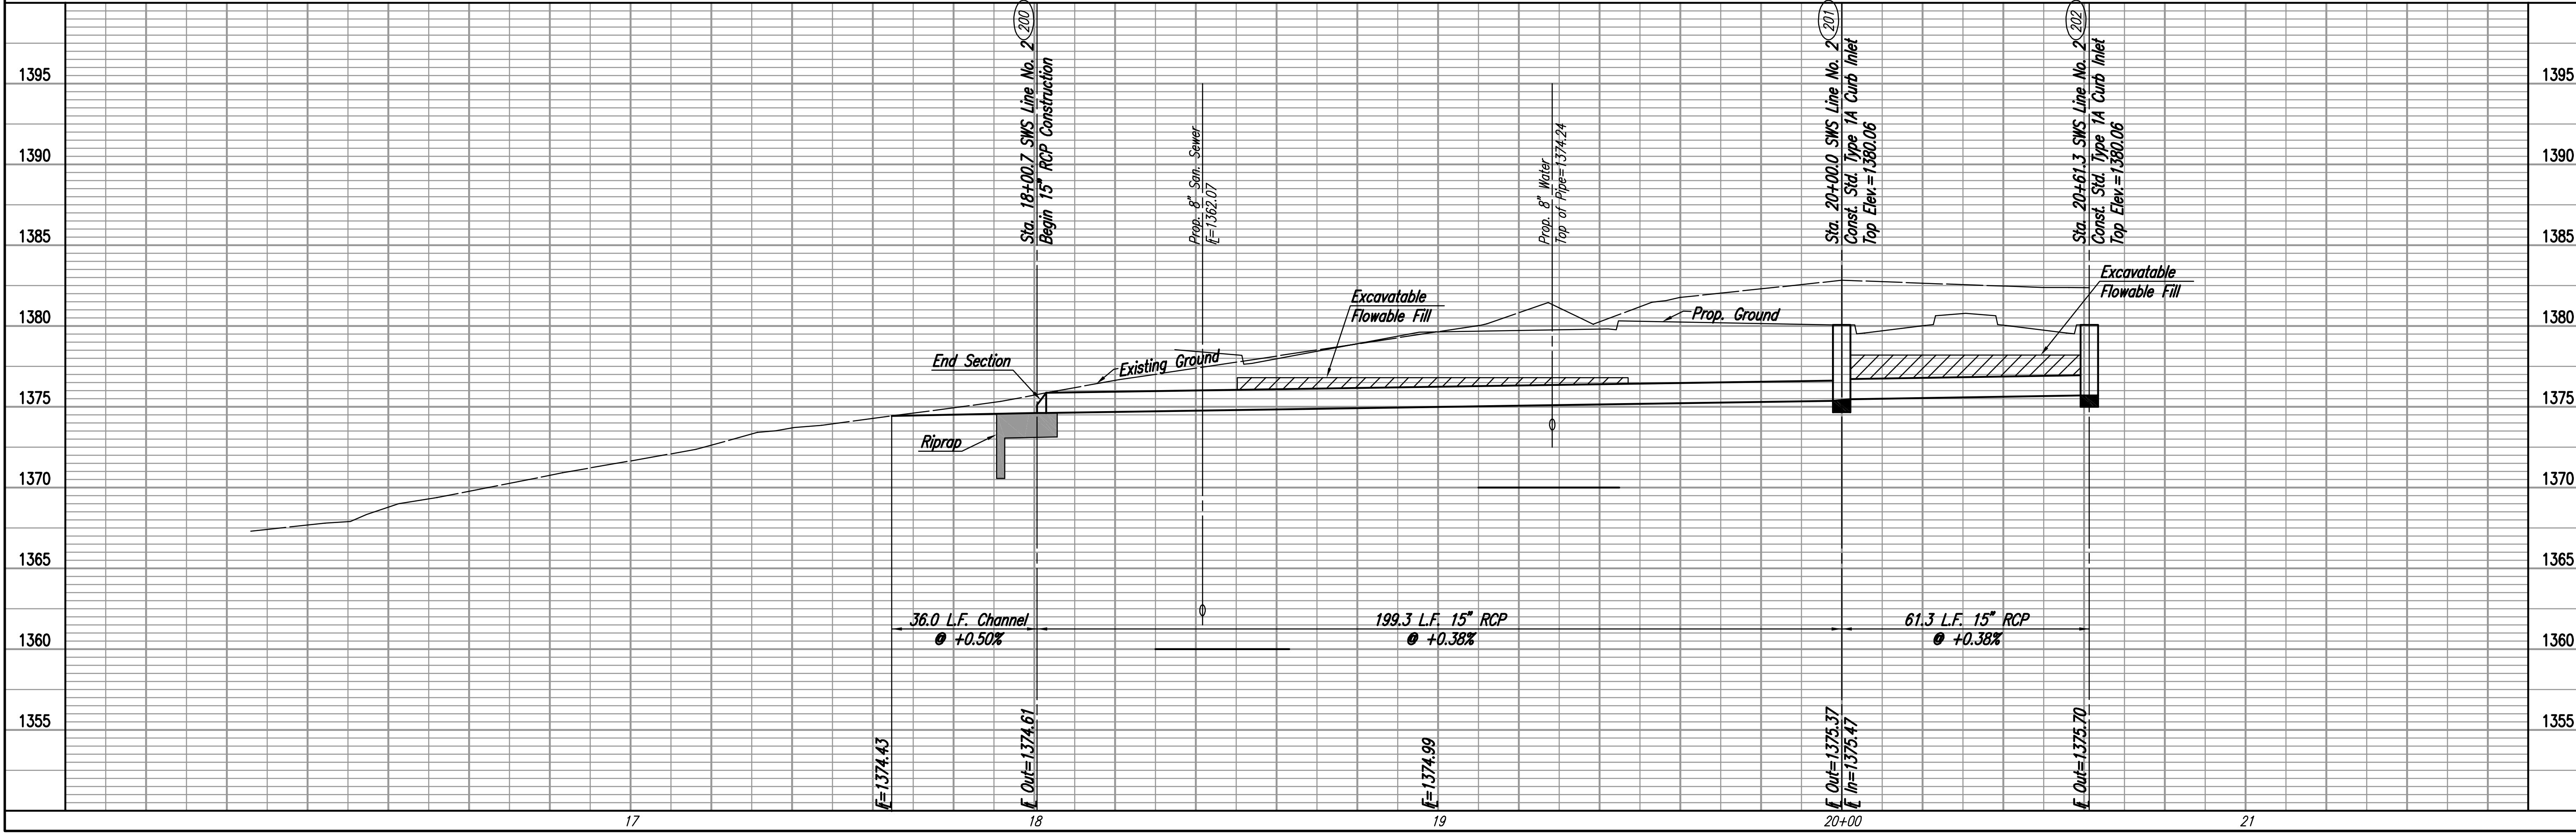 200
201
202
Sta. 18+00.7 SWS Line No. 2
Begin 15" RCP Construction
Prop. 8" San. Sewer
℄=1362.07
Prop. 8" Water
Top of Pipe=1374.24
Sta. 20+00.0 SWS Line No. 2
Const. Std. Type 1A Curb Inlet
Top Elev.=1380.06
Sta. 20+61.3 SWS Line No. 2
Const. Std. Type 1A Curb Inlet
Top Elev.=1380.06
1395
1395
1390
1390
1385
1385
1380
1380
1375
1375
1370
1370
1365
1365
1360
1360
1355
1355
Excavatable
Flowable Fill
Excavatable
Flowable Fill
Prop. Ground
End Section
Existing Ground
Riprap
36.0 L.F. Channel
@ +0.50%
199.3 L.F. 15" RCP
@ +0.38%
61.3 L.F. 15" RCP
@ +0.38%
℄=1374.43
℄ Out=1374.61
℄=1374.99
℄ Out=1375.37
℄ In=1375.47
℄ Out=1375.70
17
18
19
20+00
21